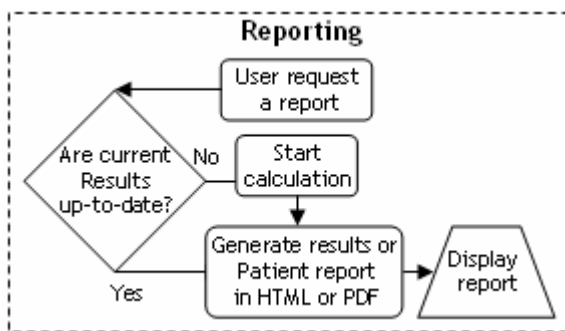 Reporting
User request
a report
Are current
Results
up-to-date?
No
Start
calculation
Generate results or
Patient report
in HTML or PDF
Display
report
Yes